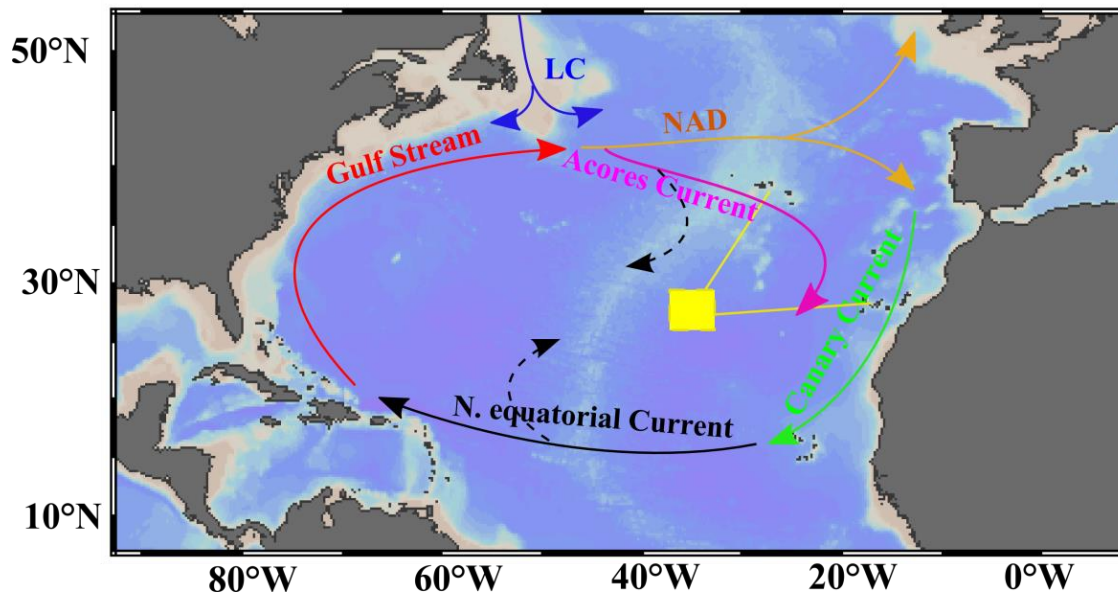 50°N
LC
NAD
Gulf Stream
Acores Current
30°N
Canary Current
N. equatorial Current
10°N
80°W
60°W
40°W
20°W
0°W